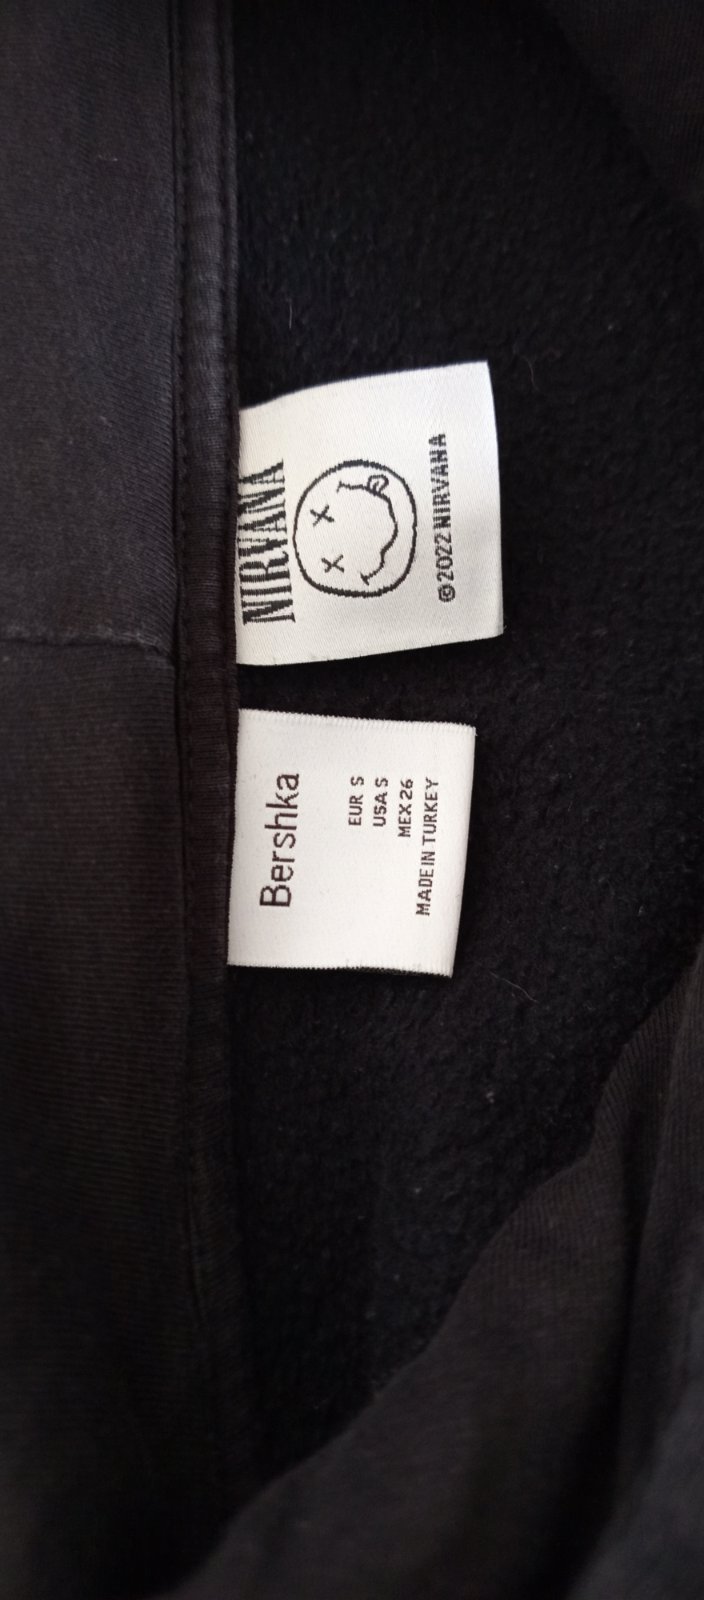 NIRVANA
©2022 NIRVANA
Bershka
EUR S
USA S
MEX 26
MADE IN TURKEY